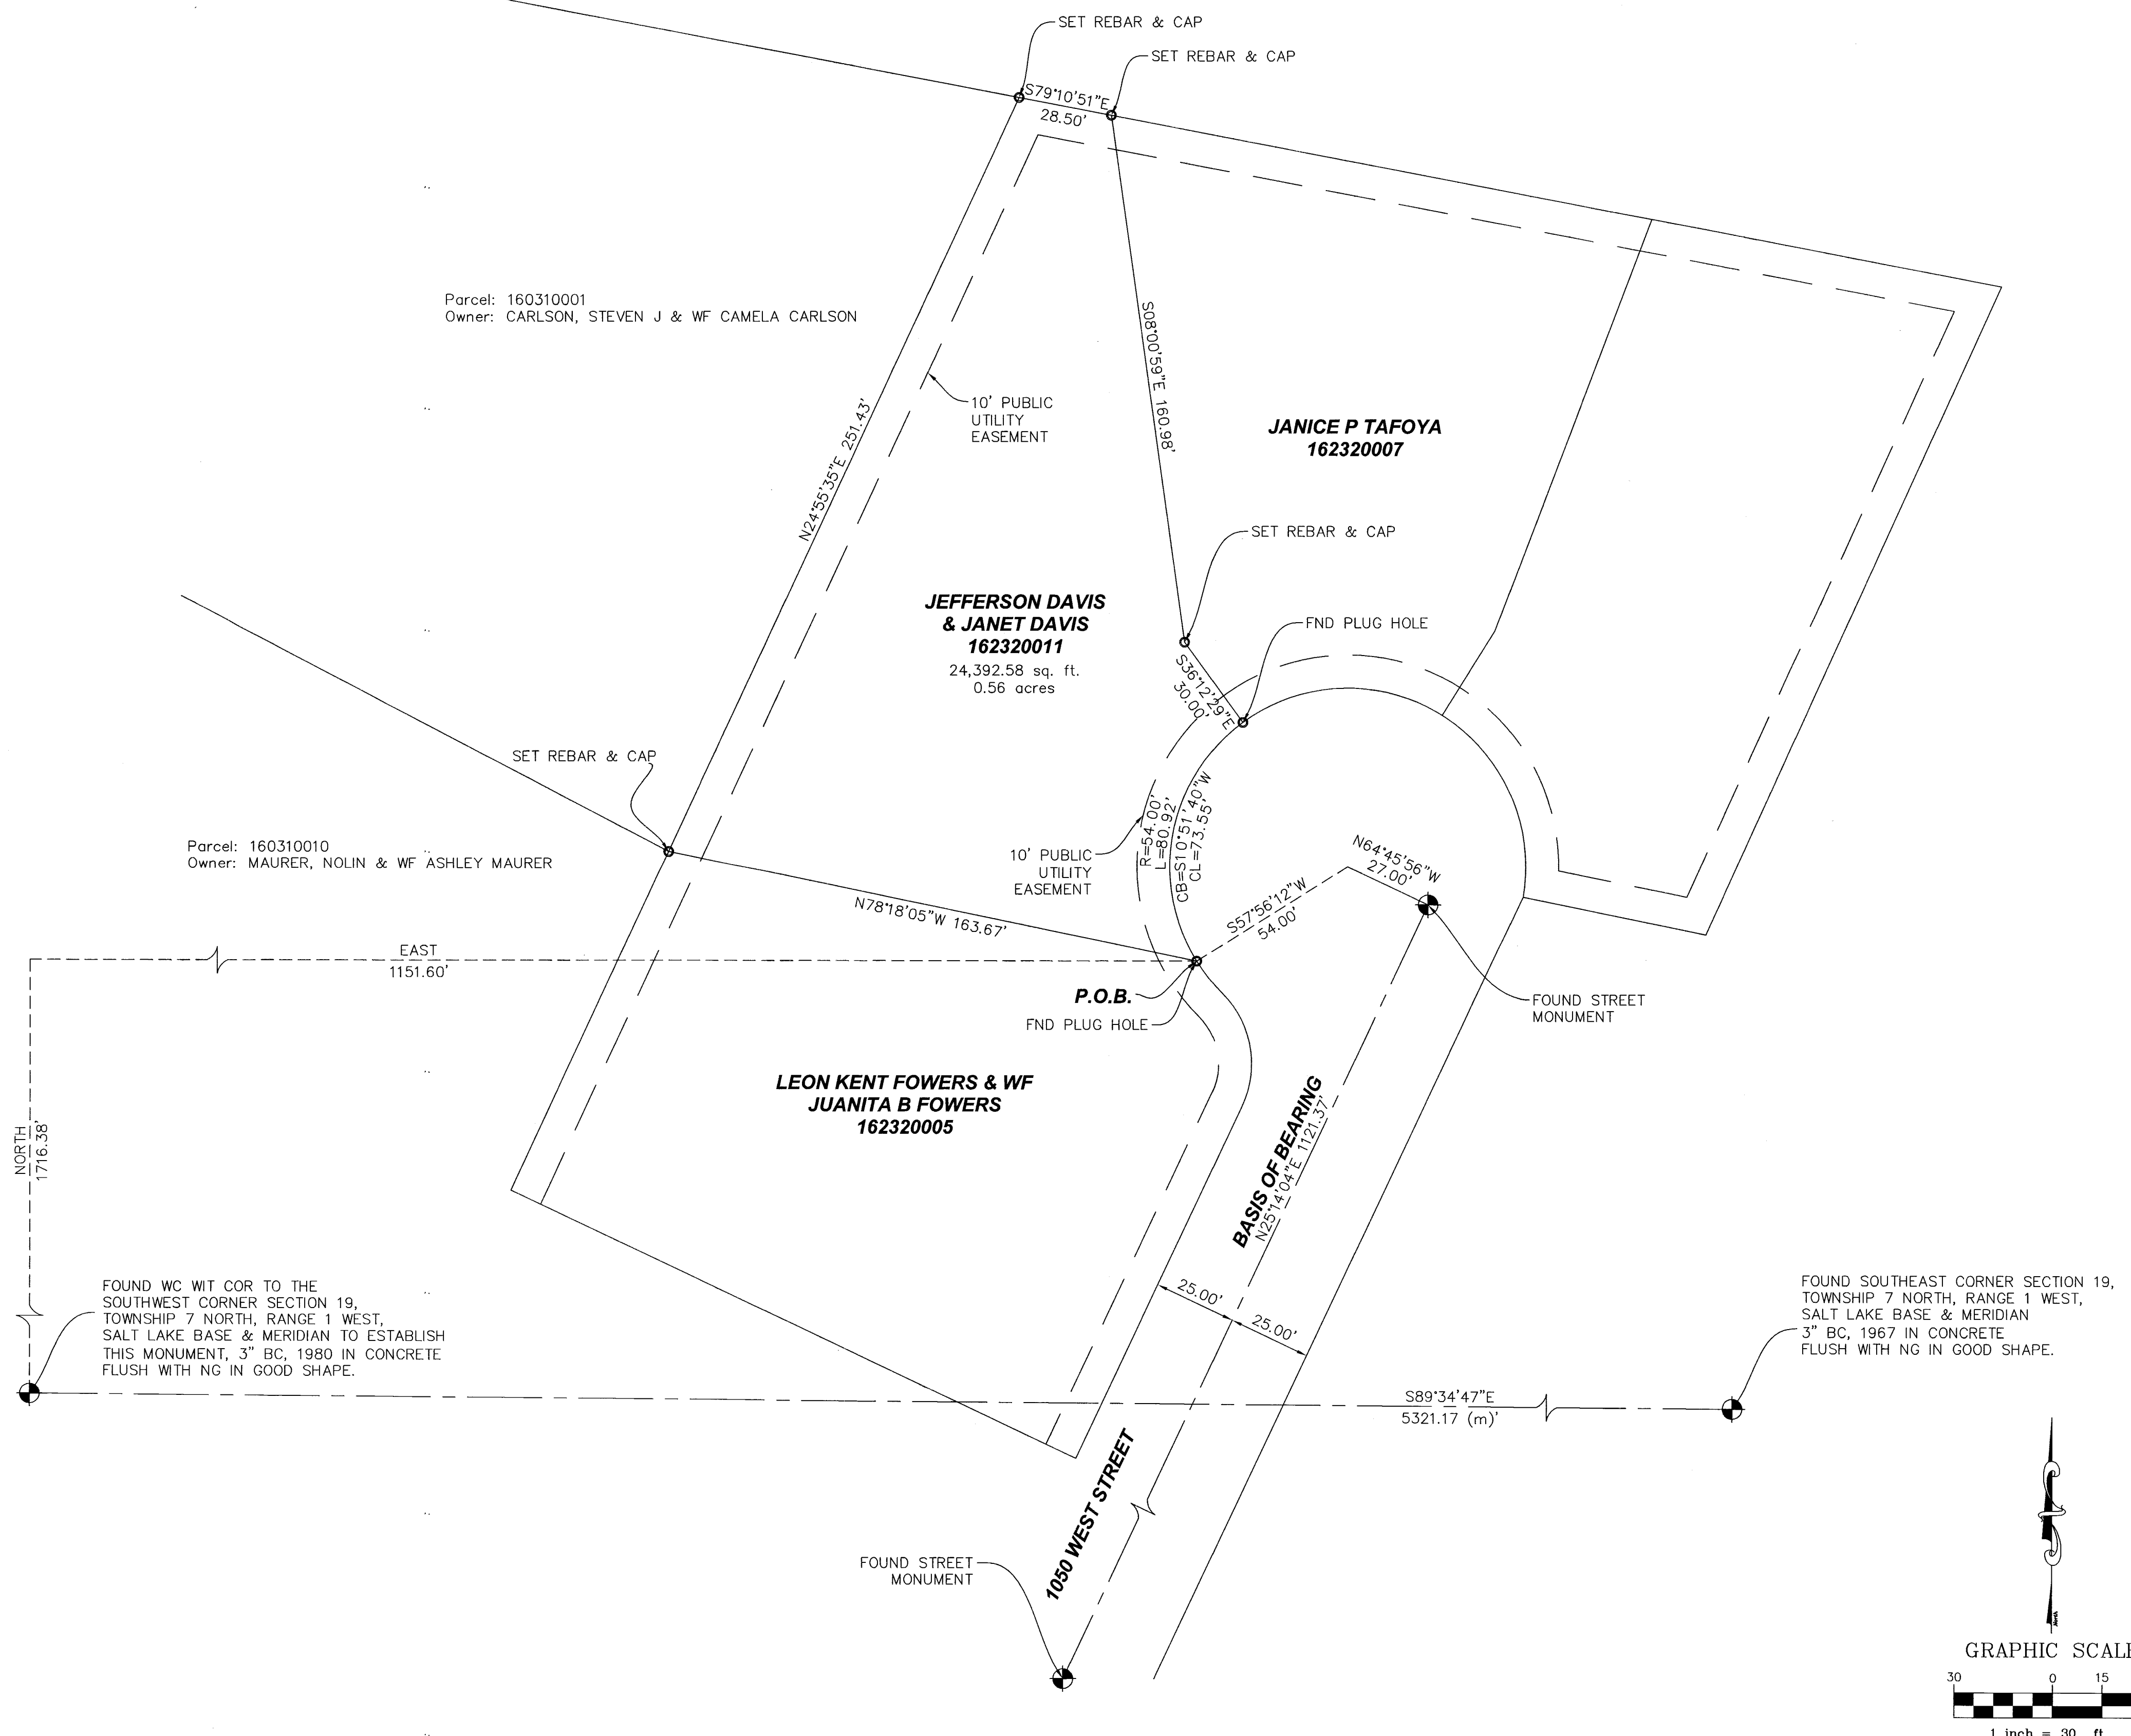 SET REBAR & CAP
SET REBAR & CAP
S79°10'51"E
28.50'
Parcel: 160310001
Owner: CARLSON, STEVEN J & WF CAMELA CARLSON
S08°00'59"E 160.98'
10' PUBLIC
UTILITY
EASEMENT
N24°55'35"E 251.43'
JANICE P TAFOYA
162320007
SET REBAR & CAP
JEFFERSON DAVIS
& JANET DAVIS
162320011
24,392.58 sq. ft.
0.56 acres
FND PLUG HOLE
S36°12'29"E
30.00'
SET REBAR & CAP
R=54.00'
L=80.92'
CB=S10°51'40"W
CL=73.55'
10' PUBLIC
UTILITY
EASEMENT
N64°45'56"W
27.00'
Parcel: 160310010
Owner: MAURER, NOLIN & WF ASHLEY MAURER
S57°56'12"W
54.00'
N78°18'05"W 163.67'
EAST
1151.60'
P.O.B.
FND PLUG HOLE
FOUND STREET
MONUMENT
LEON KENT FOWERS & WF
JUANITA B FOWERS
162320005
NORTH
1716.38'
BASIS OF BEARING
N25°14'04"E 1121.37'
25.00'
25.00'
FOUND WC WIT COR TO THE
SOUTHWEST CORNER SECTION 19,
TOWNSHIP 7 NORTH, RANGE 1 WEST,
SALT LAKE BASE & MERIDIAN TO ESTABLISH
THIS MONUMENT, 3" BC, 1980 IN CONCRETE
FLUSH WITH NG IN GOOD SHAPE.
FOUND SOUTHEAST CORNER SECTION 19,
TOWNSHIP 7 NORTH, RANGE 1 WEST,
SALT LAKE BASE & MERIDIAN
3" BC, 1967 IN CONCRETE
FLUSH WITH NG IN GOOD SHAPE.
S89°34'47"E
5321.17 (m)'
1050 WEST STREET
FOUND STREET
MONUMENT
North
GRAPHIC SCALE
30 0 15
1 inch = 30 ft